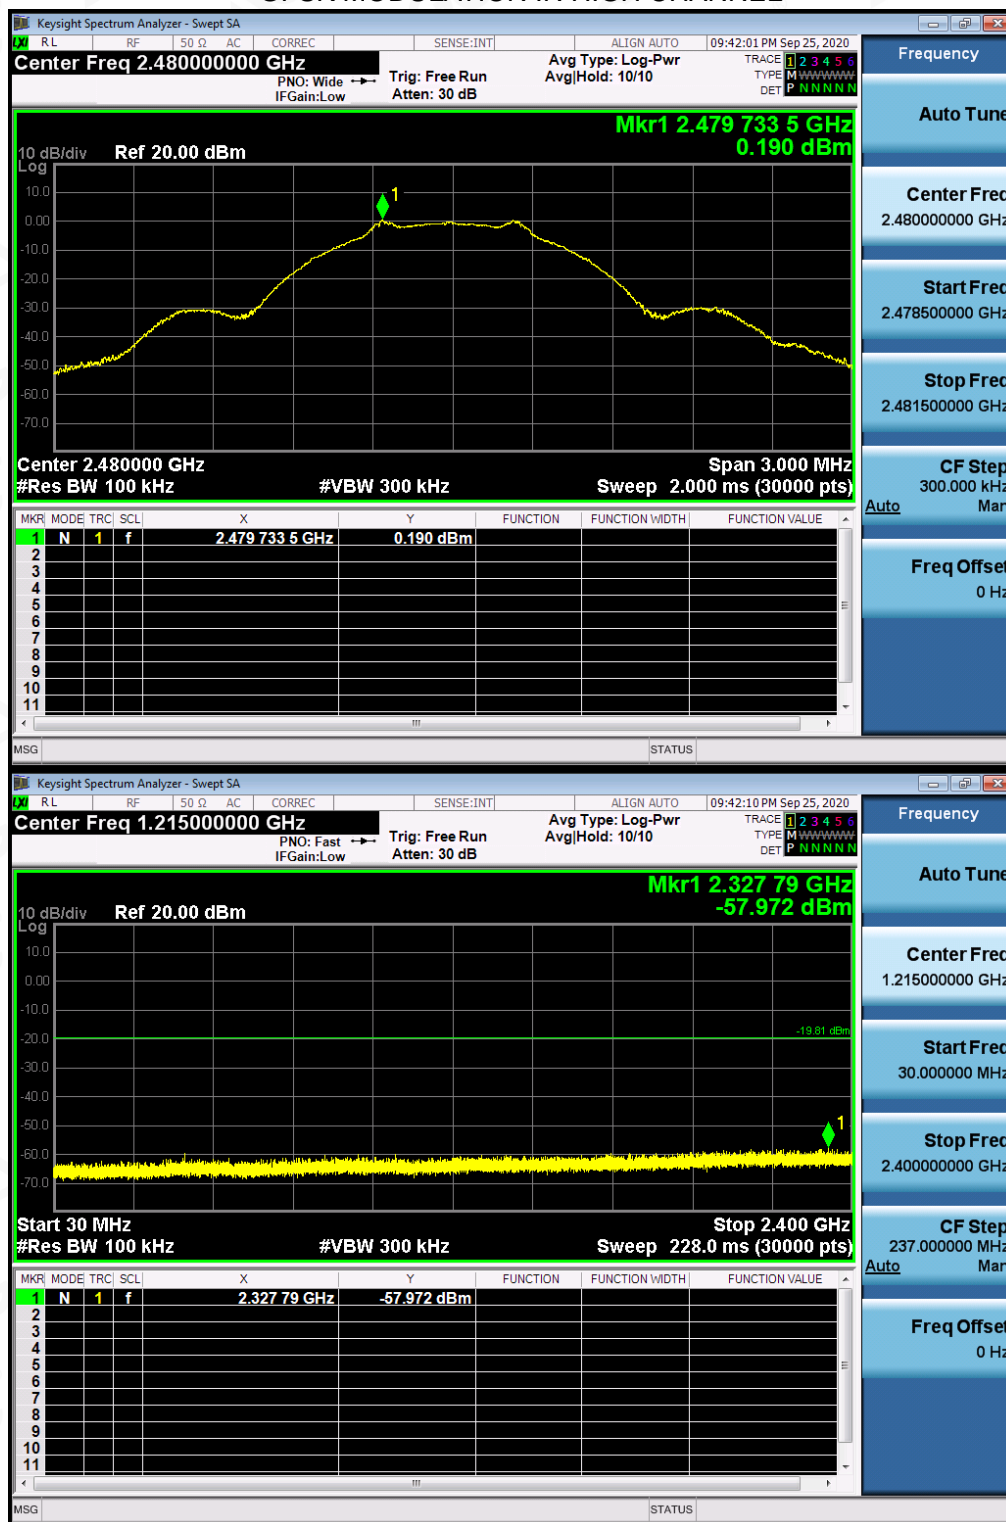 Keysight Spectrum Analyzer - Swept SA
LXI RL RF 50 Ω AC CORREC SENSE:INT ALIGN AUTO 09:42:01 PM Sep 25, 2020
Center Freq 2.480000000 GHz
PNO: Wide
IFGain:Low
Trig: Free Run
Atten: 30 dB
Avg Type: Log-Pwr
Avg|Hold: 10/10
TRACE 1 2 3 4 5 6
TYPE M WWWWW
DET P N N N N N
Mkr1 2.479 733 5 GHz
0.190 dBm
10 dB/div Ref 20.00 dBm
Log
10.0
0.00
-10.0
-20.0
-30.0
-40.0
-50.0
-60.0
-70.0
1
Center 2.480000 GHz Span 3.000 MHz
#Res BW 100 kHz #VBW 300 kHz Sweep 2.000 ms (30000 pts)
MKR MODE TRC SCL X Y FUNCTION FUNCTION WIDTH FUNCTION VALUE
1 N 1 f 2.479 733 5 GHz 0.190 dBm
2
3
4
5
6
7
8
9
10
11
MSG STATUS
Frequency
Auto Tune
Center Freq
2.480000000 GHz
Start Freq
2.478500000 GHz
Stop Freq
2.481500000 GHz
CF Step
300.000 kHz
Auto Man
Freq Offset
0 Hz
Keysight Spectrum Analyzer - Swept SA
LXI RL RF 50 Ω AC CORREC SENSE:INT ALIGN AUTO 09:42:10 PM Sep 25, 2020
Center Freq 1.215000000 GHz
PNO: Fast
IFGain:Low
Trig: Free Run
Atten: 30 dB
Avg Type: Log-Pwr
Avg|Hold: 10/10
TRACE 1 2 3 4 5 6
TYPE M WWWWW
DET P N N N N N
Mkr1 2.327 79 GHz
-57.972 dBm
10 dB/div Ref 20.00 dBm
Log
10.0
0.00
-10.0
-20.0
-30.0
-40.0
-50.0
-60.0
-70.0
-19.81 dBm
1
Start 30 MHz Stop 2.400 GHz
#Res BW 100 kHz #VBW 300 kHz Sweep 228.0 ms (30000 pts)
MKR MODE TRC SCL X Y FUNCTION FUNCTION WIDTH FUNCTION VALUE
1 N 1 f 2.327 79 GHz -57.972 dBm
2
3
4
5
6
7
8
9
10
11
MSG STATUS
Frequency
Auto Tune
Center Freq
1.215000000 GHz
Start Freq
30.000000 MHz
Stop Freq
2.400000000 GHz
CF Step
237.000000 MHz
Auto Man
Freq Offset
0 Hz